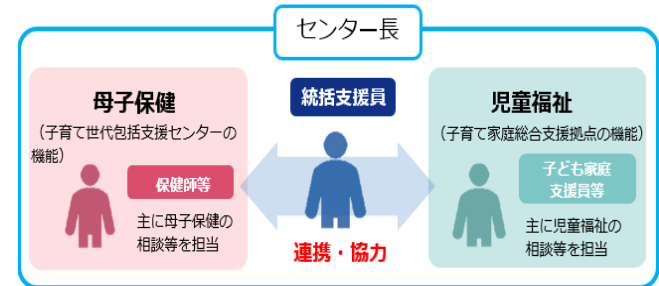 センター長
母子保健
（子育て世代包括支援センターの
機能）
保健師等
主に母子保健の
相談等を担当
統括支援員
連携・協力
児童福祉
（子育て家庭総合支援拠点の機能）
子ども家庭
支援員等
主に児童福祉の
相談等を担当